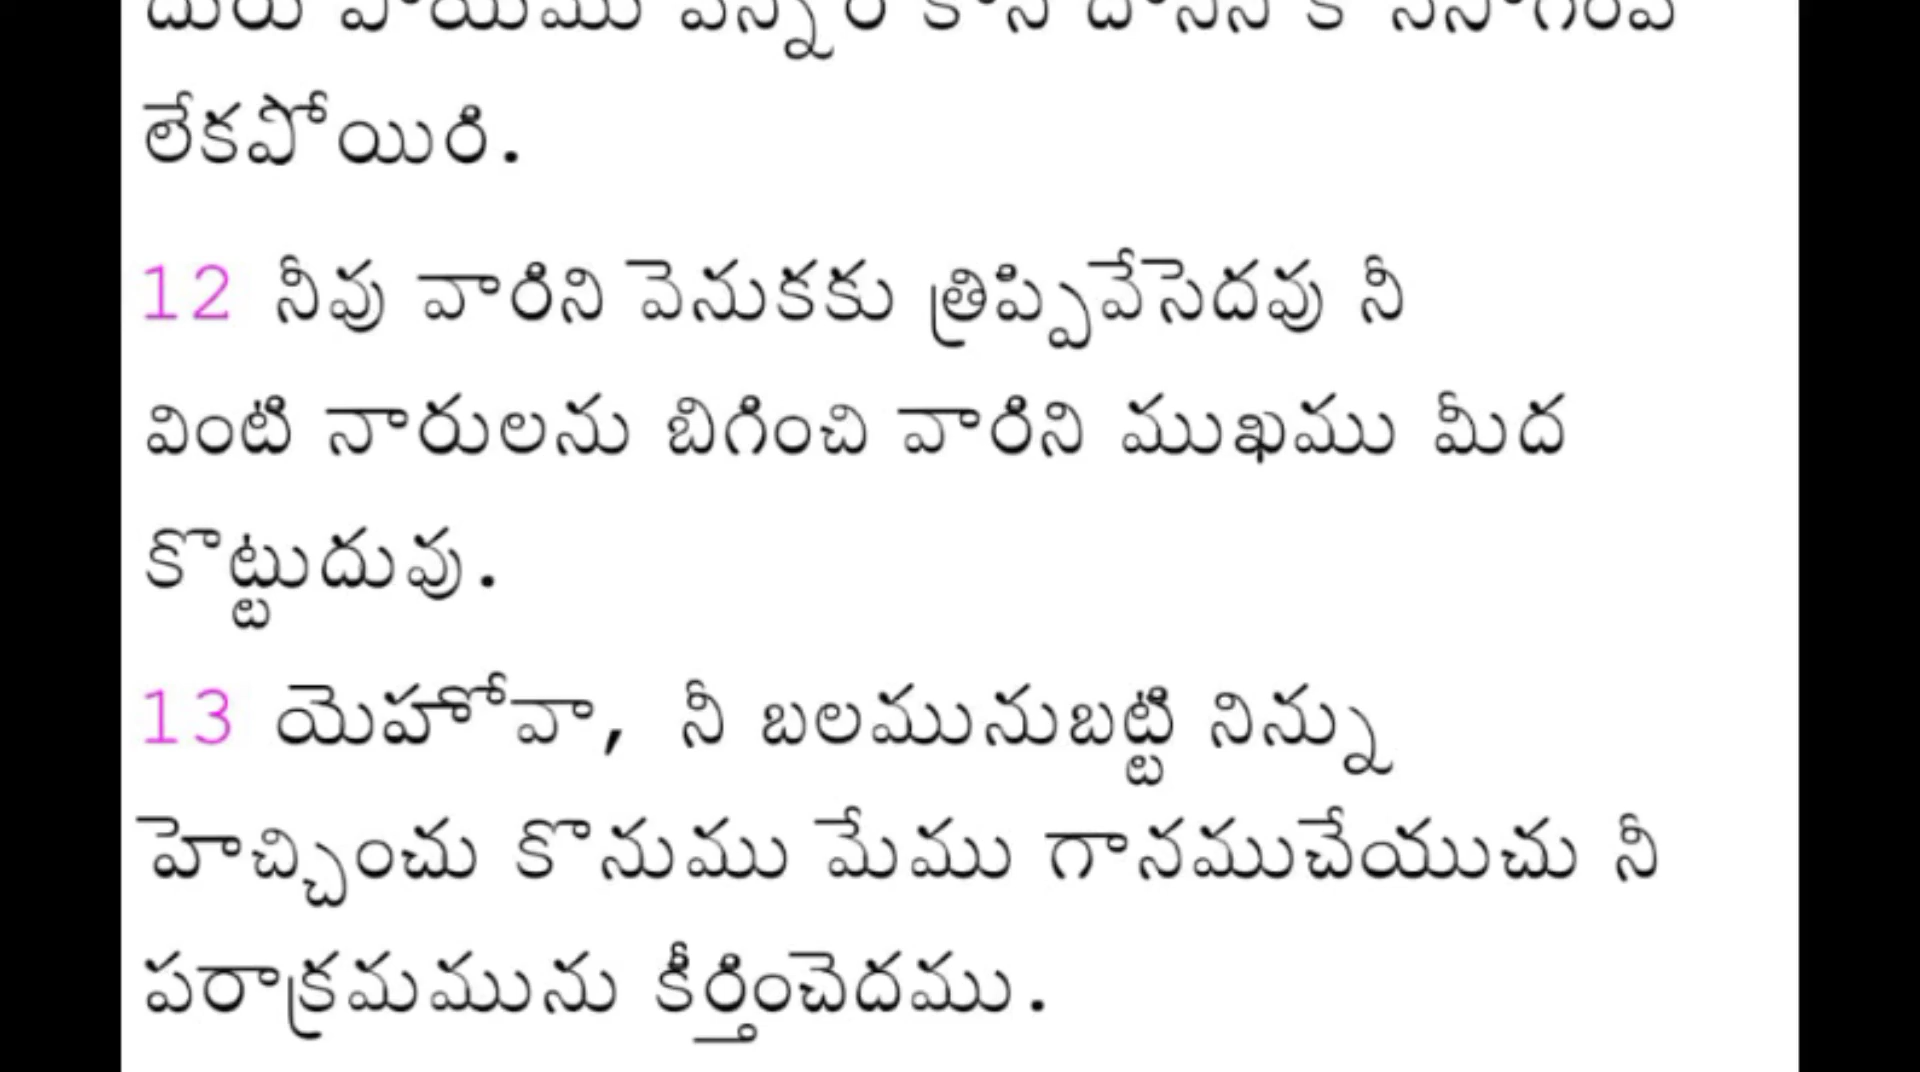 లేకపోయిరి.
12 నీవు వారిని వెనుకకు త్రిప్పివేసెదవు నీ
వింటి నారులను బిగించి వారిని ముఖము మీద
కొట్టుదువు.
13 యెహోవా, నీ బలమునుబట్టి నిన్ను
హెచ్చించు కొనుము మేము గానముచేయుచు నీ
పరాక్రమమును కీర్తించెదము.